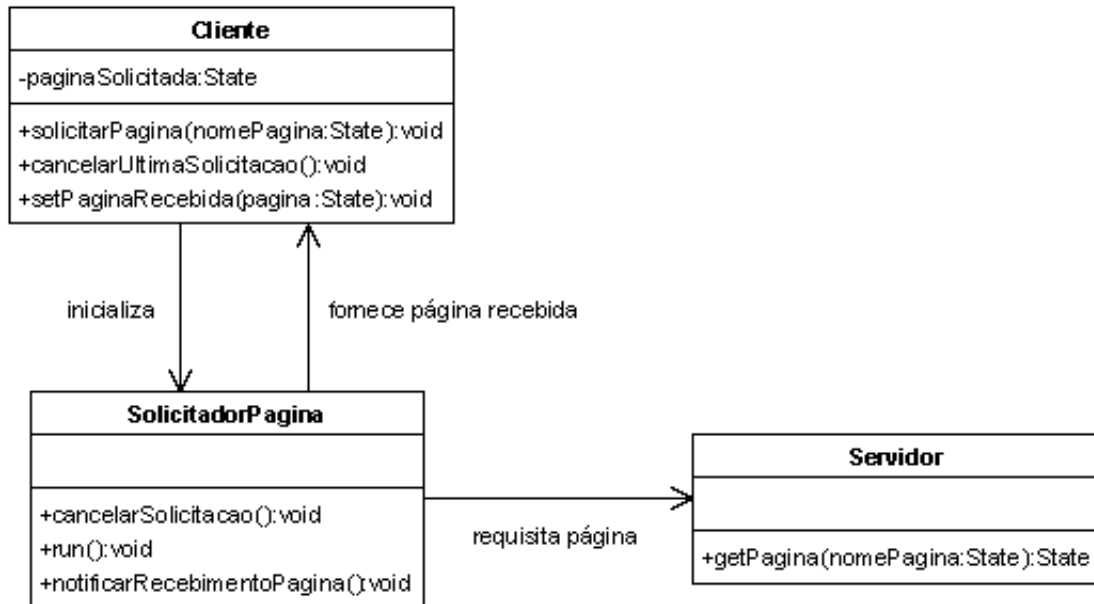 Cliente
-paginaSolicitada:State
+solicitarPagina(nomePagina:State):void
+cancelarUltimaSolicitacao():void
+setPaginaRecebida(pagina:State):void
inicializa
fornece página recebida
SolicitadorPagina
+cancelarSolicitacao():void
+run():void
+notificarRecebimentoPagina():void
requisita página
Servidor
+getPagina(nomePagina:State):State